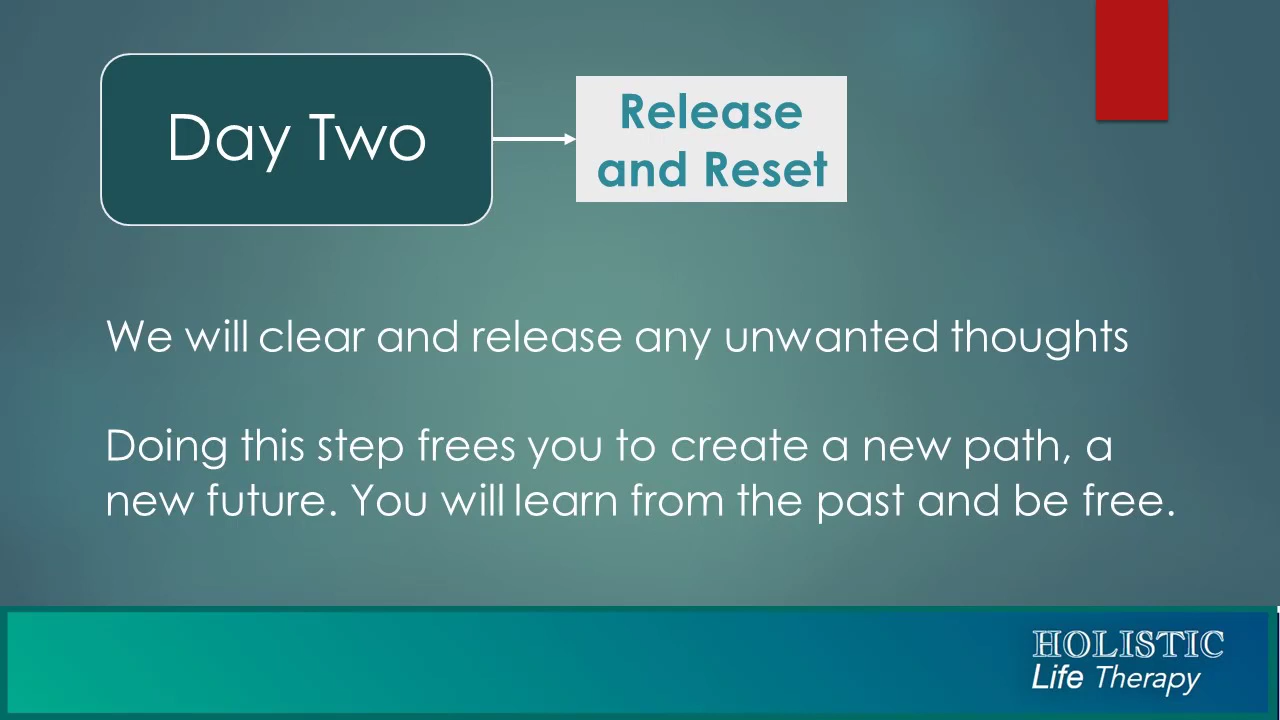 Day Two
Release
and Reset
We will clear and release any unwanted thoughts
Doing this step frees you to create a new path, a
new future. You will learn from the past and be free.
HOLISTIC
Life Therapy